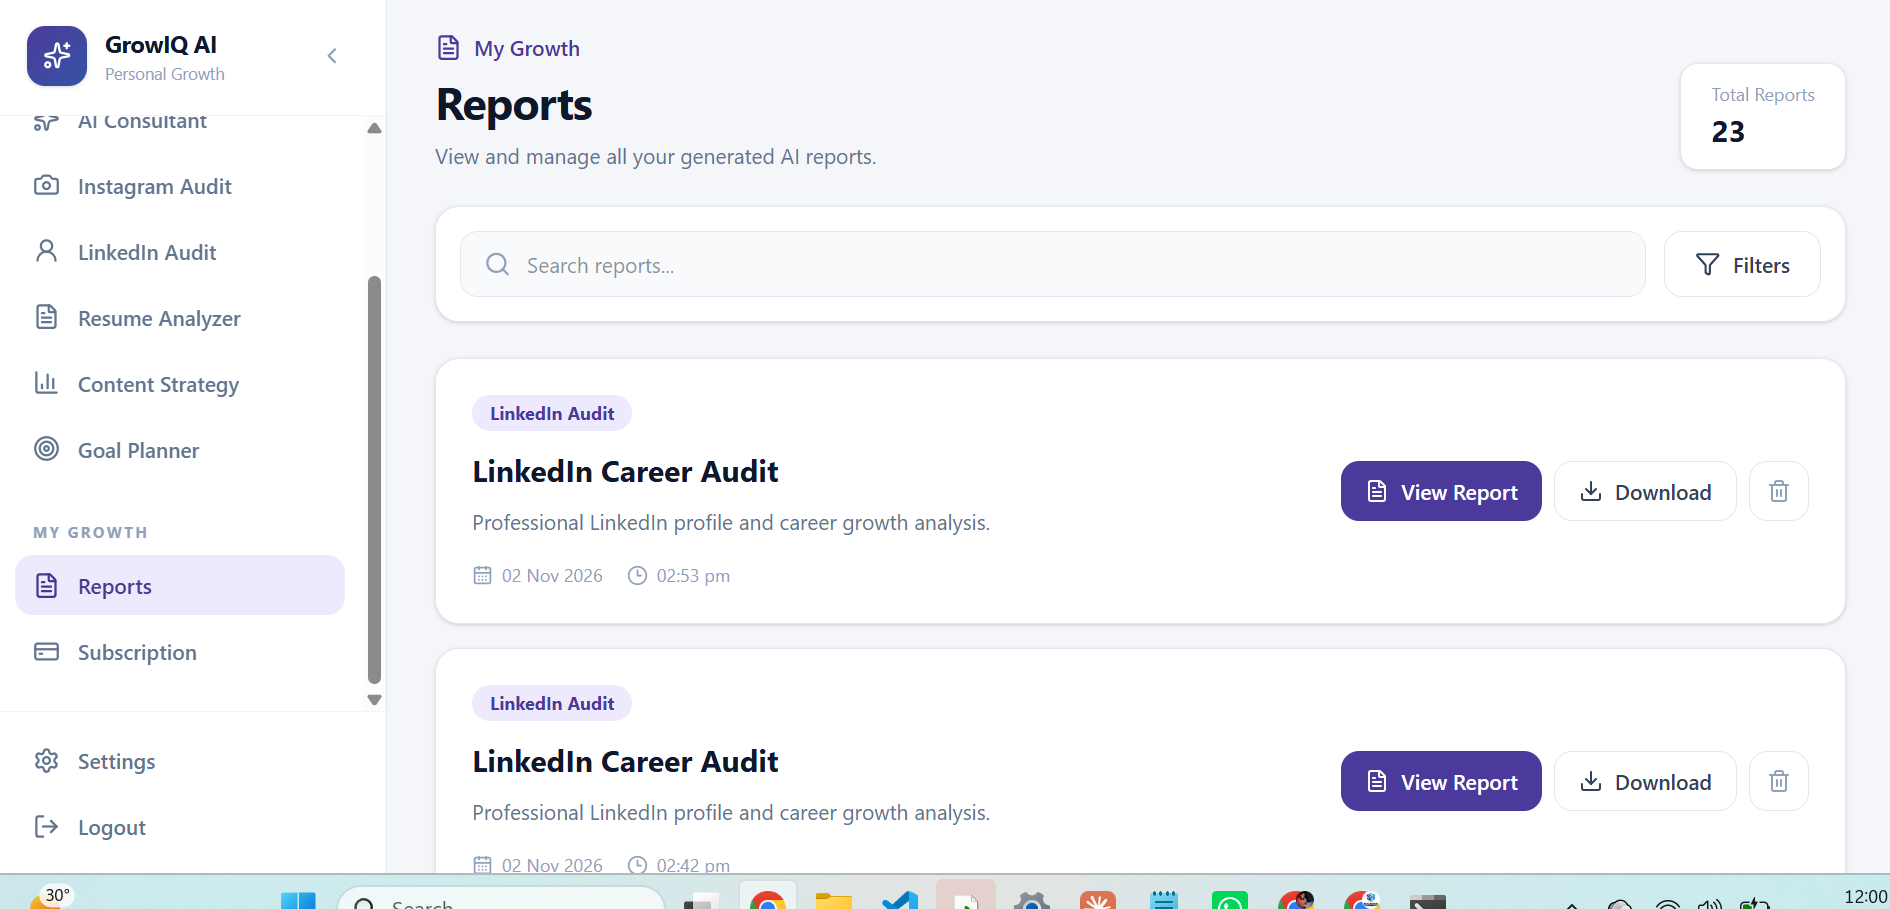 GrowIQ AI
Personal Growth
AI Consultant
Instagram Audit
LinkedIn Audit
Resume Analyzer
Content Strategy
Goal Planner
MY GROWTH
Reports
Subscription
Settings
Logout
My Growth
Reports
View and manage all your generated AI reports.
Total Reports
23
Search reports...
Filters
LinkedIn Audit
LinkedIn Career Audit
Professional LinkedIn profile and career growth analysis.
02 Nov 2026 02:53 pm
View Report Download
LinkedIn Audit
LinkedIn Career Audit
Professional LinkedIn profile and career growth analysis.
02 Nov 2026 02:42 pm
View Report Download
30°
Search
12:00